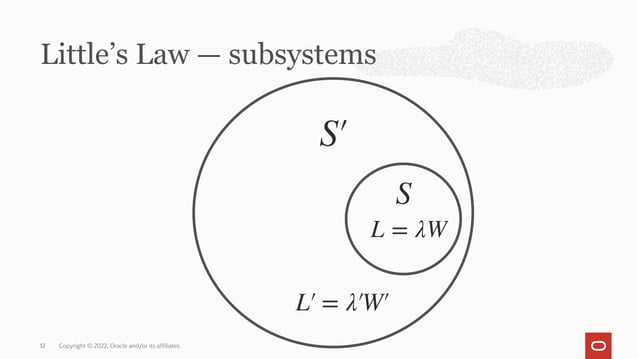 Little’s Law — subsystems
S′
S
L = λW
L′ = λ′W′
12 Copyright © 2022, Oracle and/or its affiliates